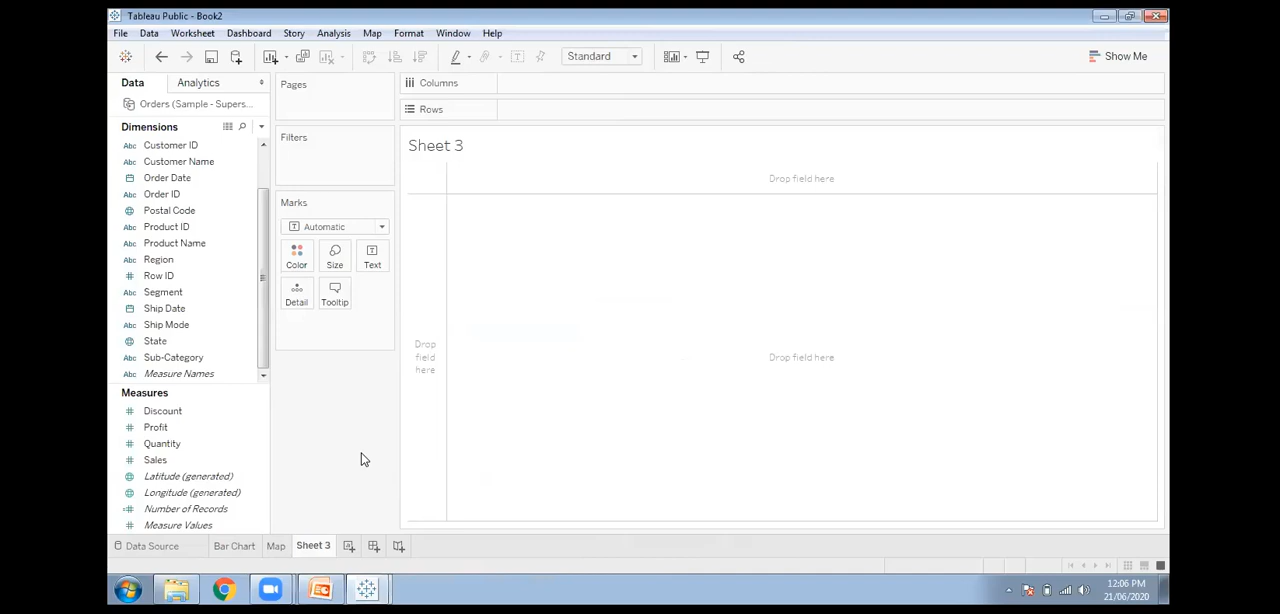 Tableau Public - Book2
File Data Worksheet Dashboard Story Analysis Map Format Window Help
Standard
Show Me
Data Analytics
Orders (Sample - Supers...
Dimensions
Customer ID
Customer Name
Order Date
Order ID
Postal Code
Product ID
Product Name
Region
Row ID
Segment
Ship Date
Ship Mode
State
Sub-Category
Measure Names
Measures
Discount
Profit
Quantity
Sales
Latitude (generated)
Longitude (generated)
Number of Records
Measure Values
Pages
Filters
Marks
Automatic
Color Size Text
Detail Tooltip
Columns
Rows
Sheet 3
Drop field here
Drop
field
here
Drop field here
Data Source Bar Chart Map Sheet 3
12:06 PM
21/06/2020